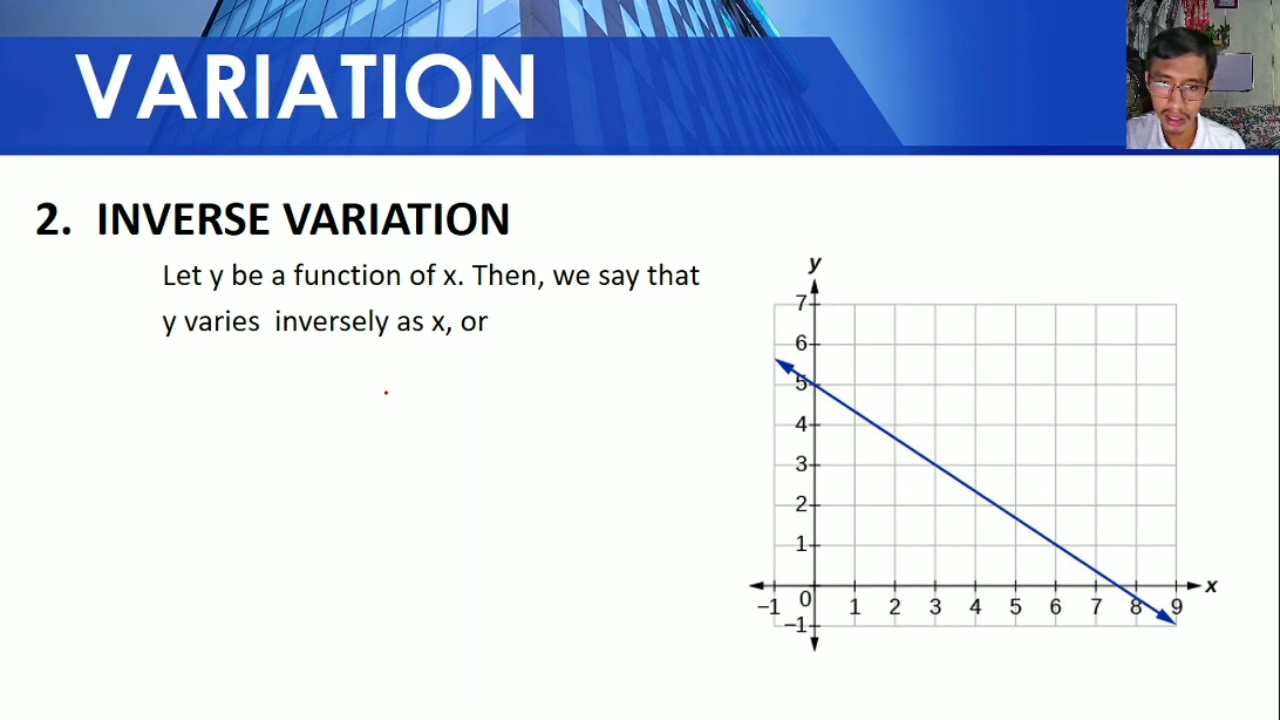 VARIATION
2. INVERSE VARIATION
Let y be a function of x. Then, we say that
y varies inversely as x, or
y
7
6
5
4
3
2
1
−1 0 1 2 3 4 5 6 7 8 9 x
−1